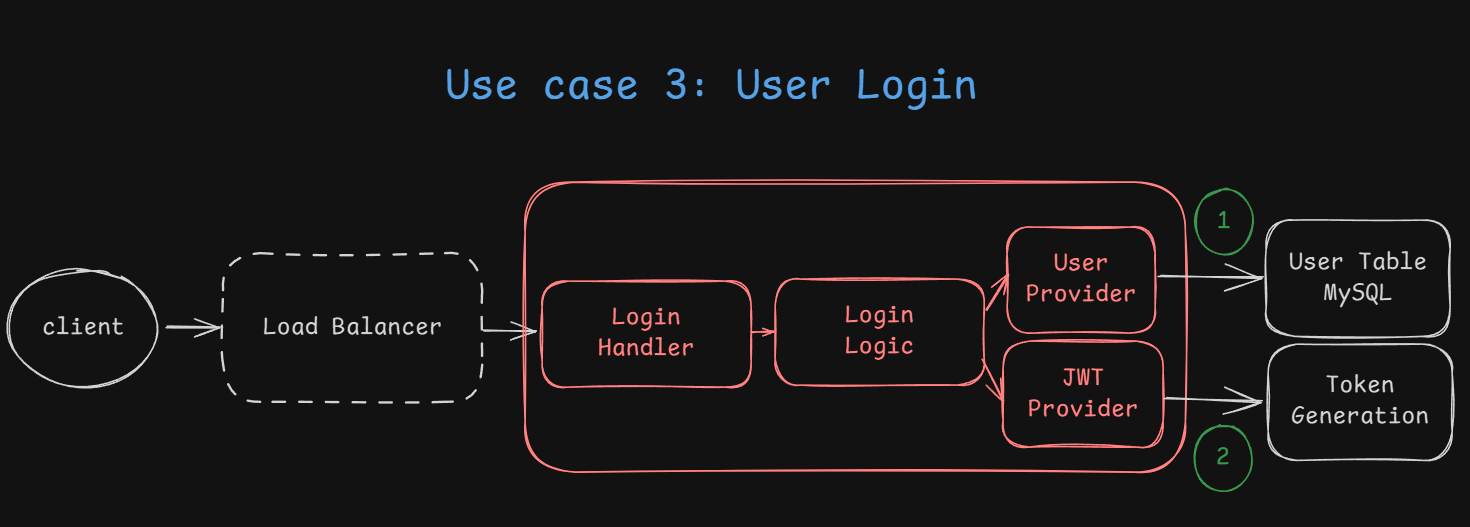 Use case 3: User Login
client
Load Balancer
Login
Handler
Login
Logic
User
Provider
JWT
Provider
1
User Table
MySQL
2
Token
Generation